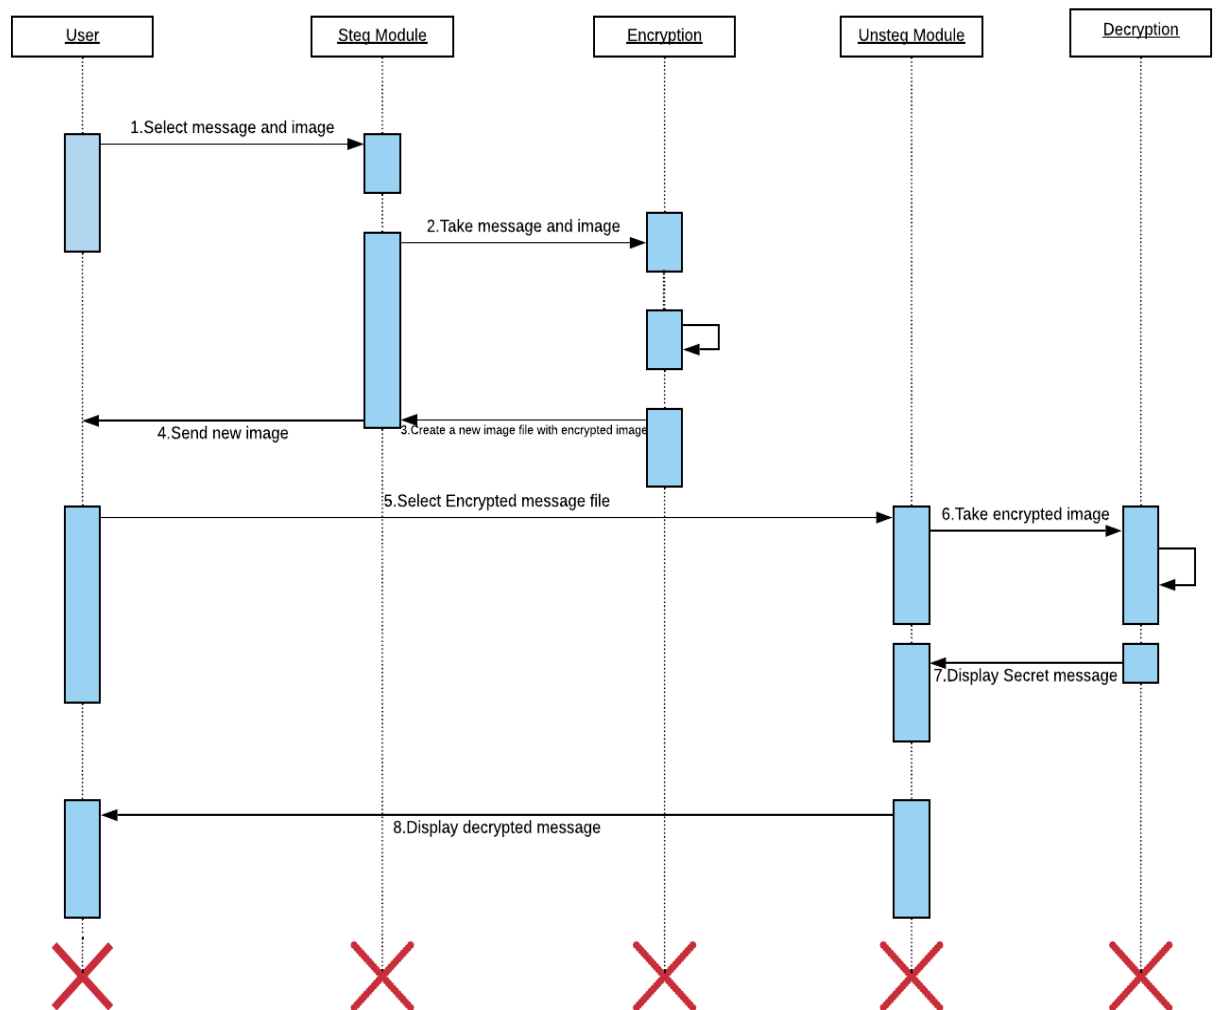 User
Steg Module
Encryption
Unsteg Module
Decryption
1.Select message and image
2.Take message and image
3.Create a new image file with encrypted image
4.Send new image
5.Select Encrypted message file
6.Take encrypted image
7.Display Secret message
8.Display decrypted message